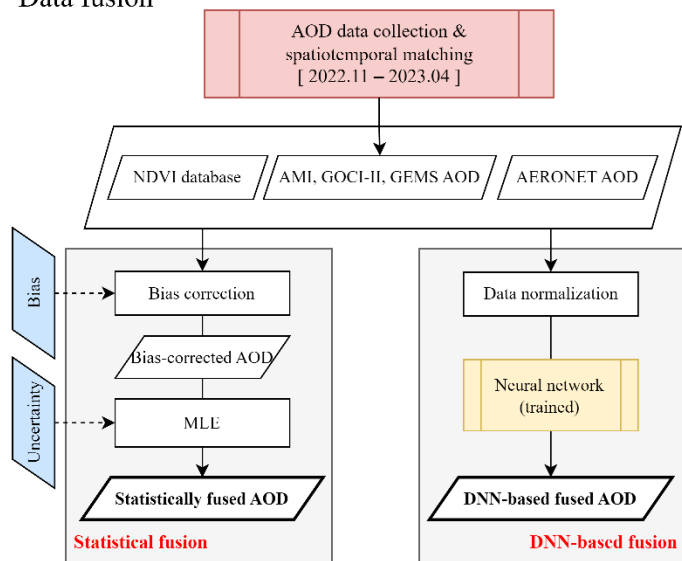 Data fusion
AOD data collection &
spatiotemporal matching
[ 2022.11 – 2023.04 ]
NDVI database
AMI, GOCI-II, GEMS AOD
AERONET AOD
Bias
Bias correction
Bias-corrected AOD
Uncertainty
MLE
Statistically fused AOD
Statistical fusion
Data normalization
Neural network
(trained)
DNN-based fused AOD
DNN-based fusion